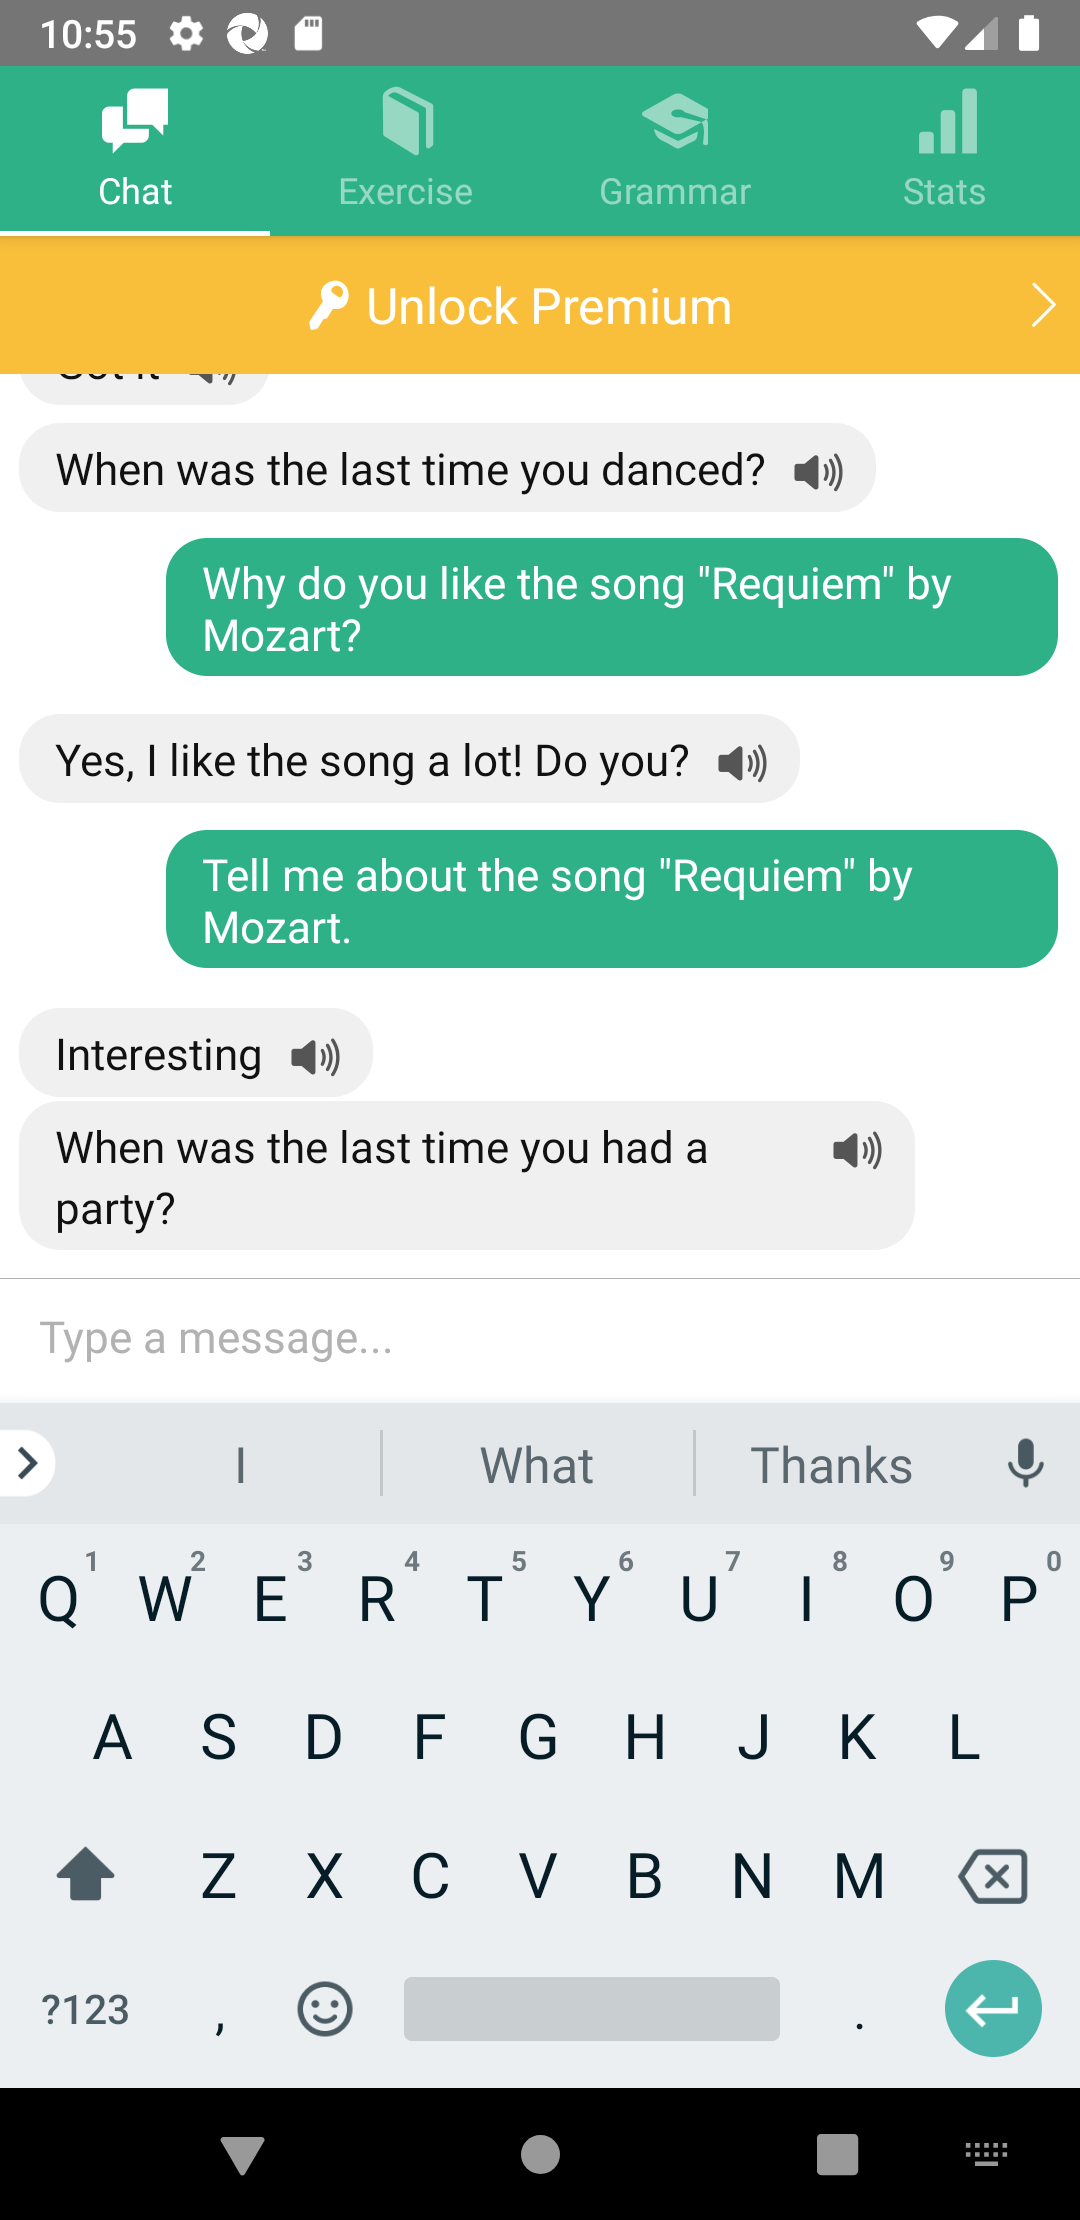 10:55
Chat
Exercise
Grammar
Stats
Unlock Premium
Got it
When was the last time you danced?
Why do you like the song "Requiem" by
Mozart?
Yes, I like the song a lot! Do you?
Tell me about the song "Requiem" by
Mozart.
Interesting
When was the last time you had a
party?
Type a message...
I What Thanks
1 2 3 4 5 6 7 8 9 0
Q W E R T Y U I O P
A S D F G H J K L
Z X C V B N M
?123 , .